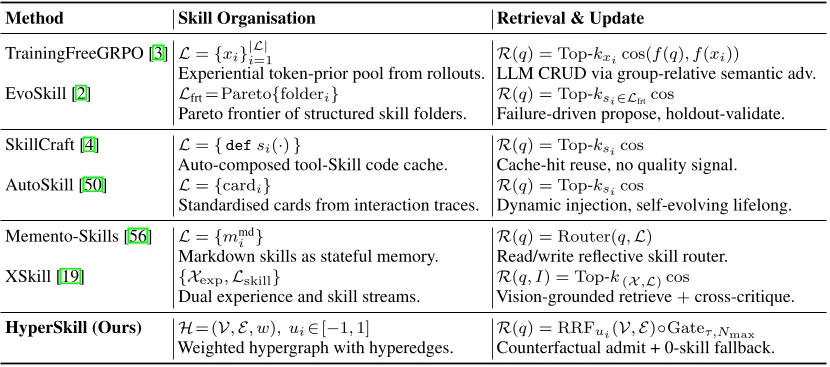 Method Skill Organisation Retrieval & Update
TrainingFreeGRPO [3] ℒ = {x_i}_{i=1}^{|ℒ|} ℛ(q) = Top-k_{x_i} cos(f(q), f(x_i))
Experiential token-prior pool from rollouts. LLM CRUD via group-relative semantic adv.
EvoSkill [2] ℒ_frt = Pareto{folder_i} ℛ(q) = Top-k_{s_i∈ℒ_frt} cos
Pareto frontier of structured skill folders. Failure-driven propose, holdout-validate.
SkillCraft [4] ℒ = { def s_i(·) } ℛ(q) = Top-k_{s_i} cos
Auto-composed tool-Skill code cache. Cache-hit reuse, no quality signal.
AutoSkill [50] ℒ = {card_i} ℛ(q) = Top-k_{s_i} cos
Standardised cards from interaction traces. Dynamic injection, self-evolving lifelong.
Memento-Skills [56] ℒ = {m_i^{md}} ℛ(q) = Router(q, ℒ)
Markdown skills as stateful memory. Read/write reflective skill router.
XSkill [19] {𝒳_exp, ℒ_skill} ℛ(q, I) = Top-k_{(𝒳,ℒ)} cos
Dual experience and skill streams. Vision-grounded retrieve + cross-critique.
HyperSkill (Ours) ℋ = (𝒱, ℰ, w), u_i ∈ [−1, 1] ℛ(q) = RRF_{u_i}(𝒱, ℰ)∘Gate_{τ,N_max}
Weighted hypergraph with hyperedges. Counterfactual admit + 0-skill fallback.